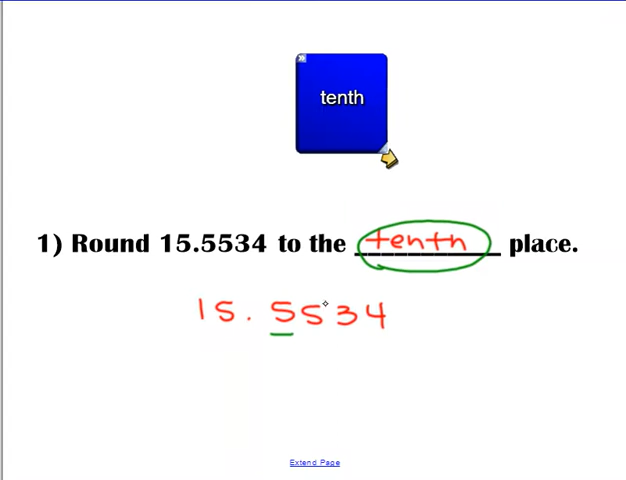 tenth
1) Round 15.5534 to the tenth place.
15.5534
Extend Page